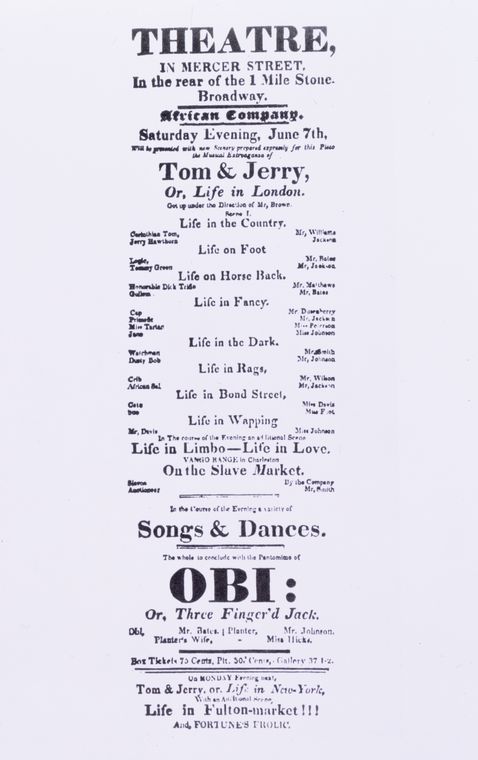 THEATRE,
IN MERCER STREET,
In the rear of the 1 Mile Stone.
Broadway.
African Company.
Saturday Evening, June 7th,
Will be presented with new Scenery prepared expressly for this Piece
the Musical Extravaganza of
Tom & Jerry,
Or, Life in London.
Got up under the Direction of Mr, Brown.
Scene I.
Life in the Country.
Corinthian Tom, Mr, Williams
Jerry Hawthorn Jackson
Life on Foot
Logic, Mr. Bates
Tommy Green Mr, Jackson
Life on Horse Back.
Honorable Dick Trifle Mr. Matthews
Gullem Mr, Bates
Life in Fancy.
Cap Mr.
Primefit Mr. Jackson
Miss Tartar Miss Peterson
Jane Miss Johnson
Life in the Dark.
Watchman Mr. Smith
Dusty Bob Mr, Johnson
Life in Rags,
Crib Mr, Wilson
African Sal, Mr, Jackson
Life in Bond Street,
Miss Davis
Sue Miss Foot
Life in Wapping
Mr, Davis Miss Johnson
In The course of the Evening an additional Scene
Life in Limbo—Life in Love.
VANGO RANGE in Charleston
On the Slave Market.
Slaves By the Company
Auctioneer Mr, Smith
In the Course of the Evening a variety of
Songs & Dances.
The whole to conclude with the Pantomime of
OBI:
Or, Three Finger'd Jack.
Obi, Mr. Bates. | Planter, Mr. Johnson.
Planter's Wife, - Miss Hicks.
Box Tickets 75 Cents, Pit. 50. Cents, Gallery 37 1-2.
On MONDAY Evening next,
Tom & Jerry, or, Life in New-York,
With an Additional Scene,
Life in Fulton-market!!!
And, FORTUNE'S FROLIC.